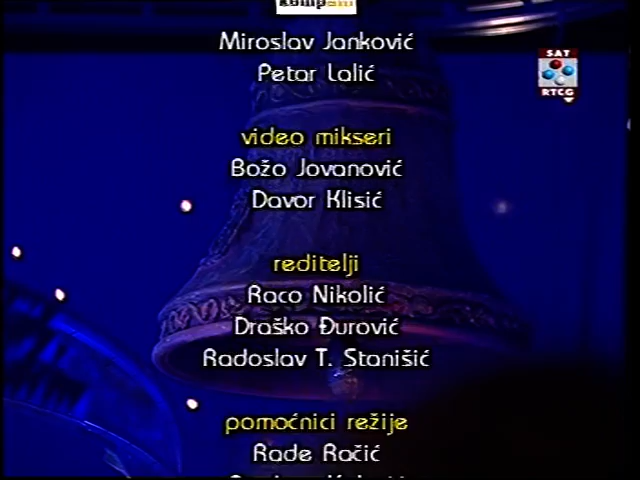 Miroslav Janković
Petar Lalić
SAT
RTCG
video mikseri
Božo Jovanović
Davor Klisić
reditelji
Raco Nikolić
Draško Đurović
Radoslav T. Stanišić
pomoćnici režije
Rade Račić